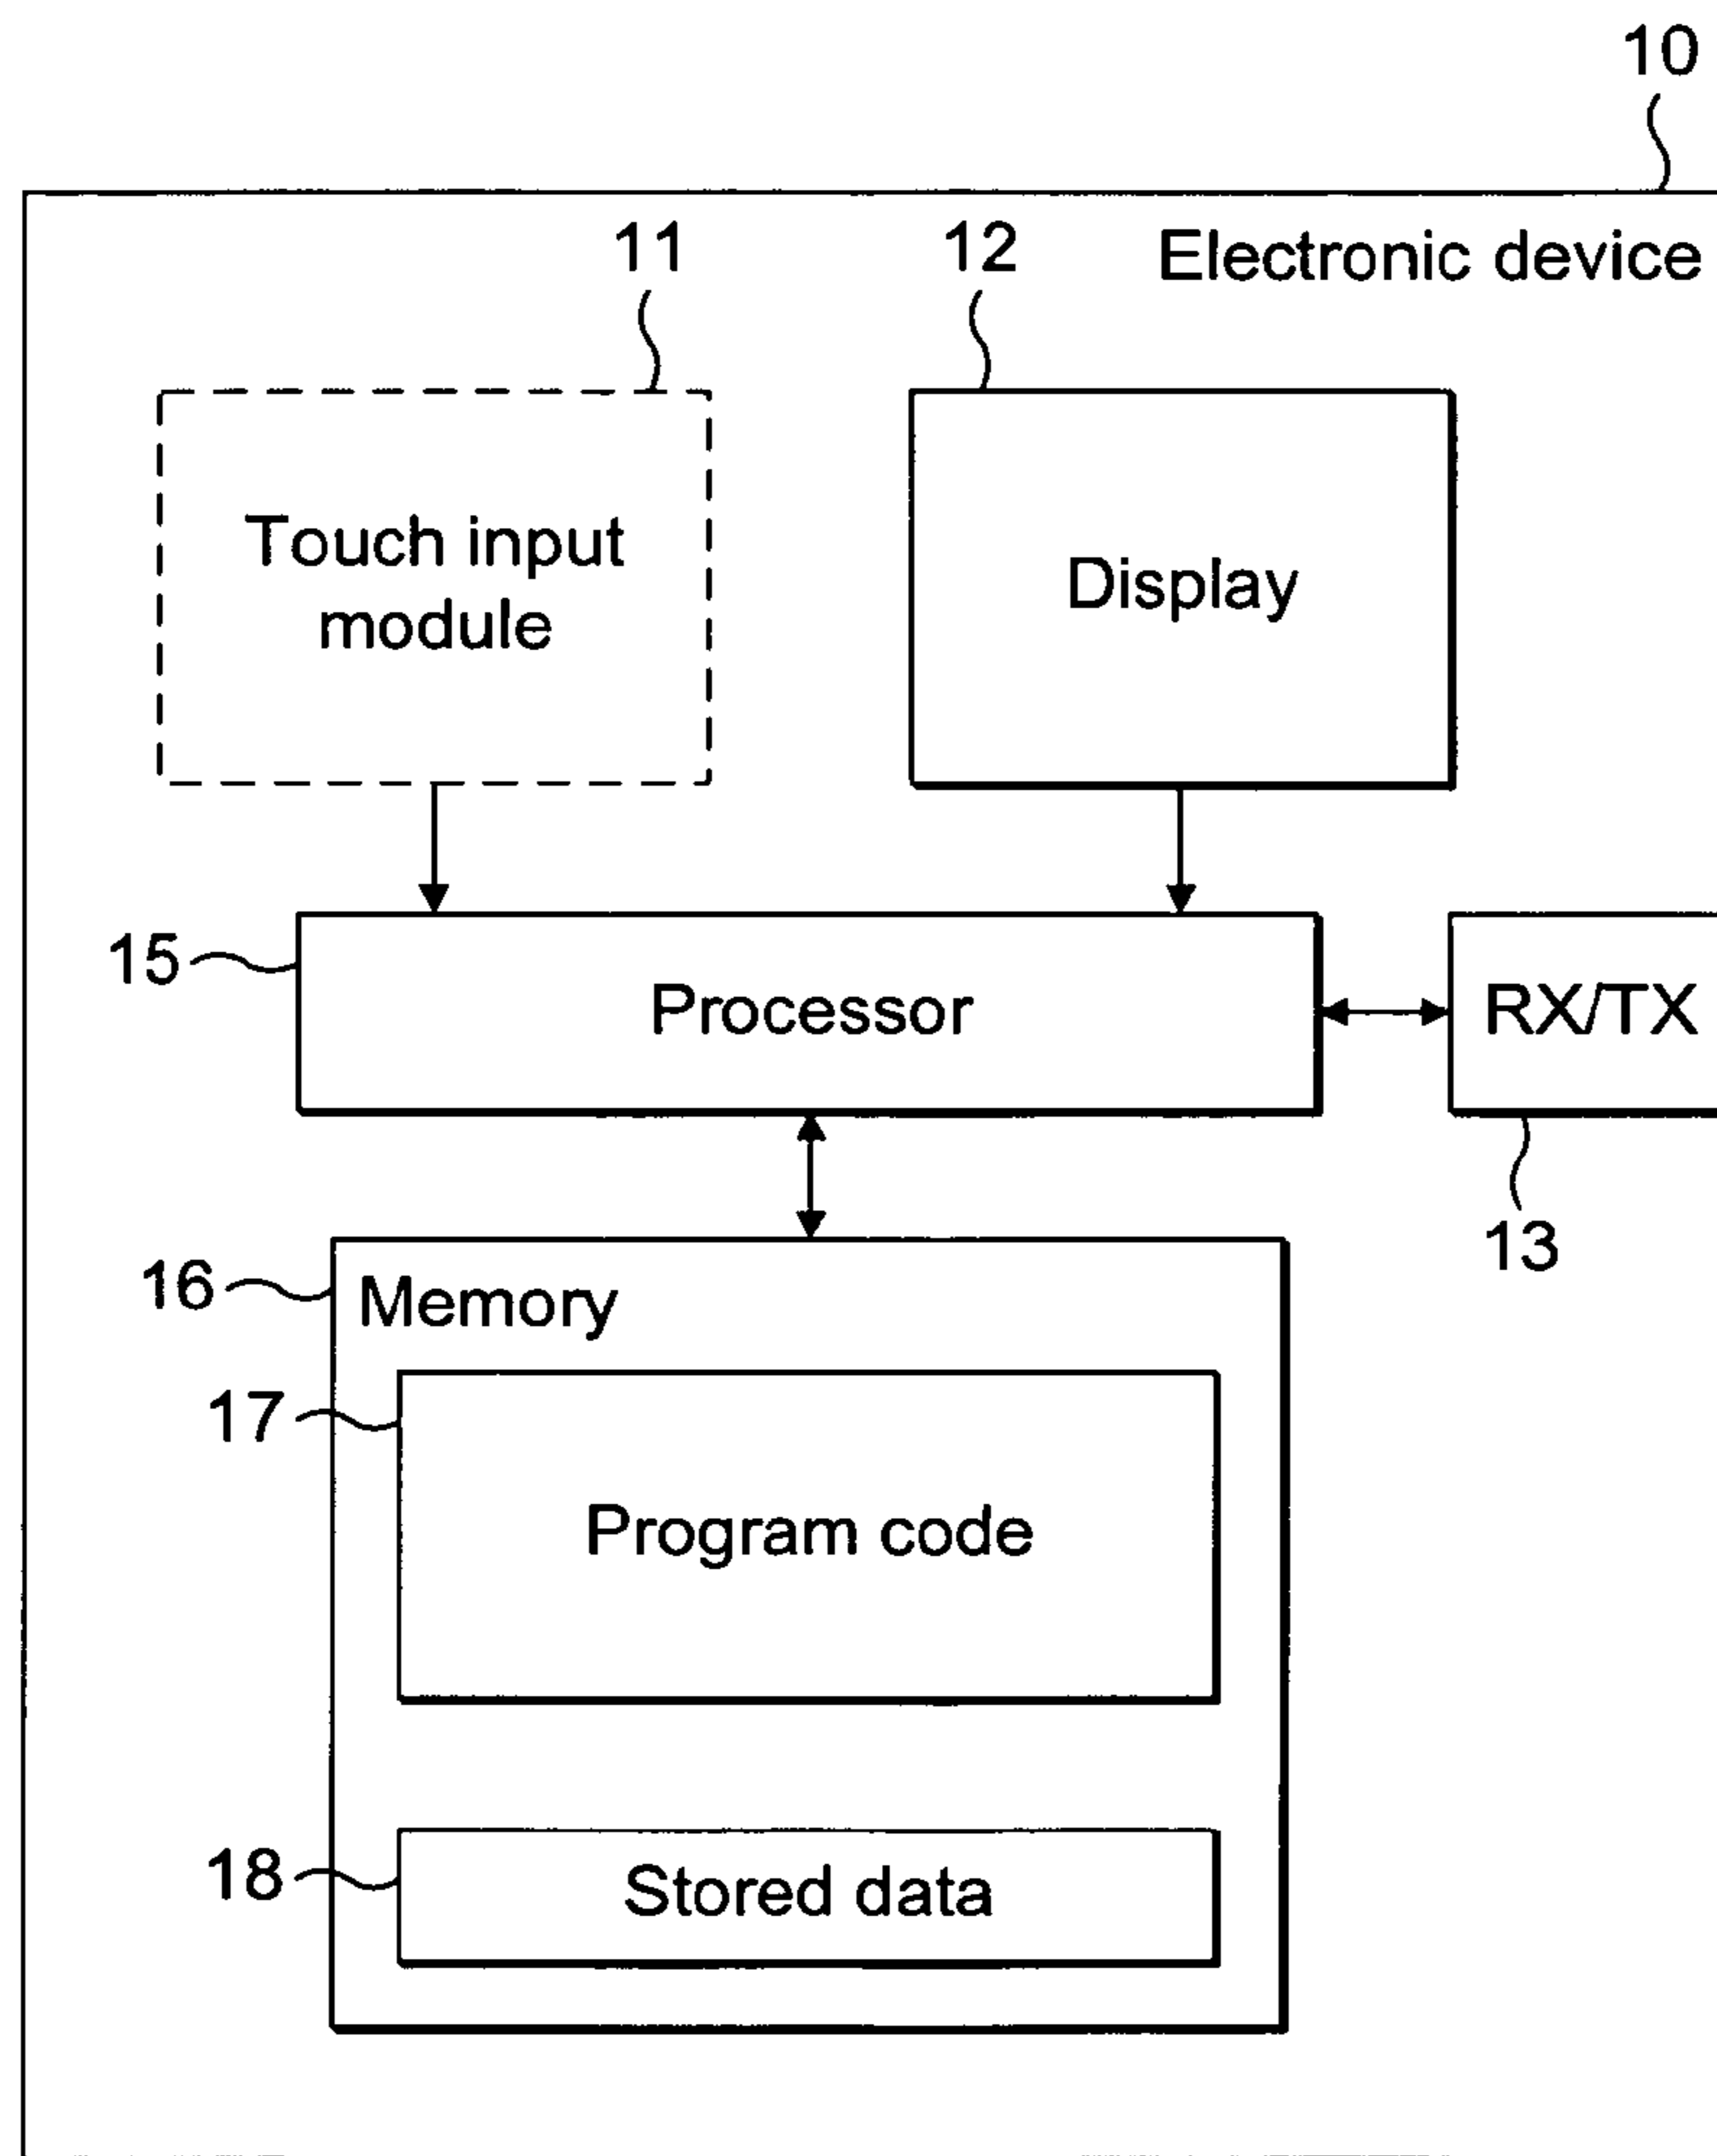 10
11
12
Electronic device
Touch input
module
Display
15
Processor
RX/TX
13
16
Memory
17
Program code
18
Stored data